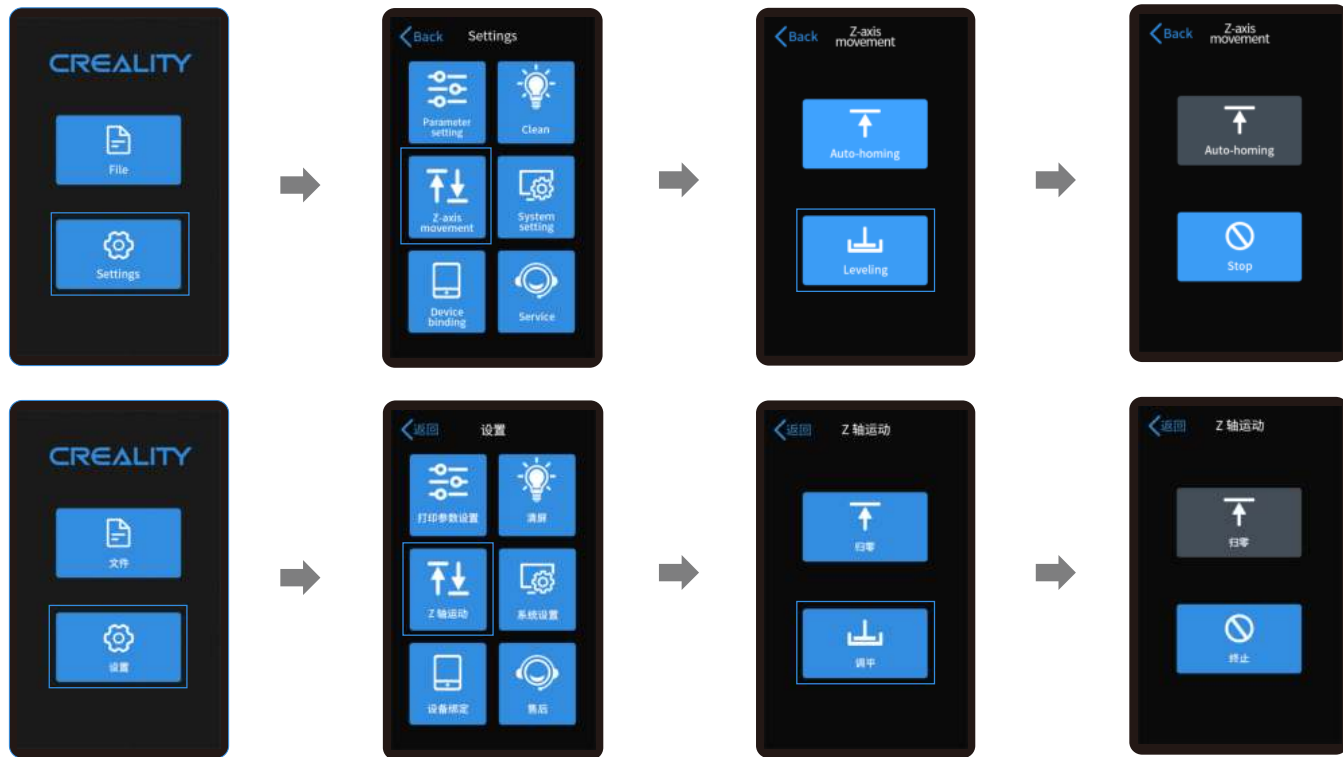 CREALITY
File
Settings
Back Settings
Parameter
setting
Clean
Z-axis
movement
System
setting
Device
binding
Service
Back Z-axis
movement
Auto-homing
Leveling
Back Z-axis
movement
Auto-homing
Stop
CREALITY
文件
设置
返回 设置
打印参数设置
清屏
Z 轴运动
系统设置
设备绑定
售后
返回 Z 轴运动
归零
调平
返回 Z 轴运动
归零
终止